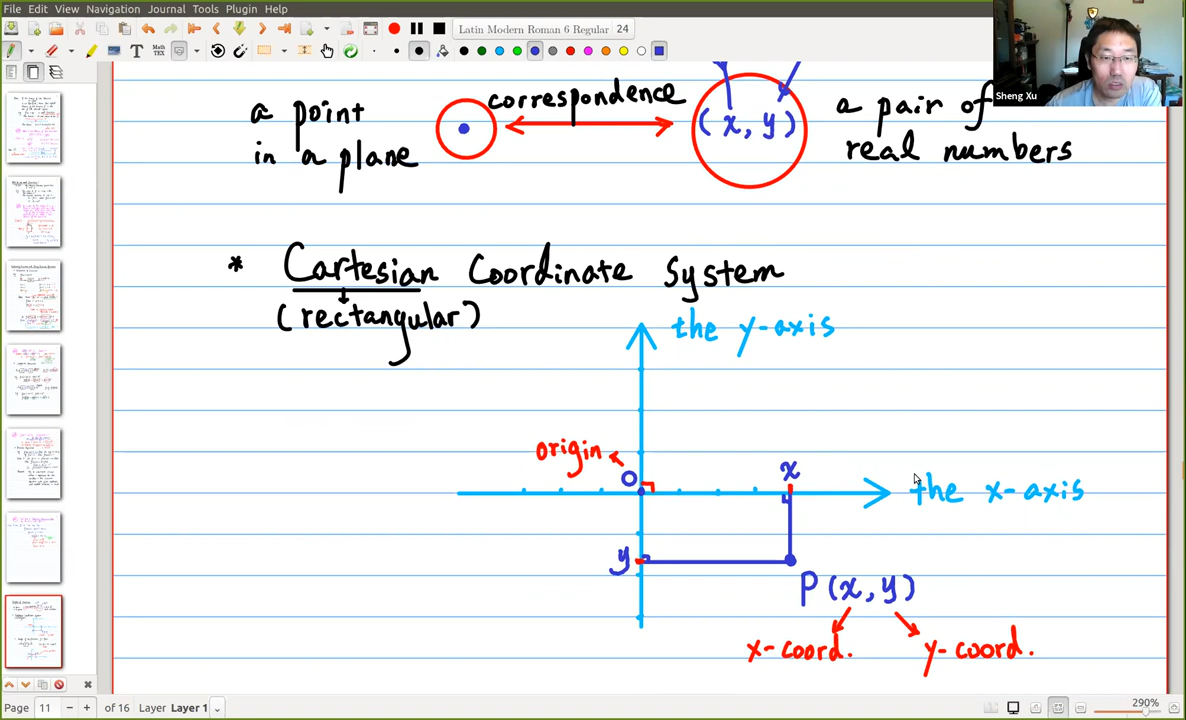 File Edit View Navigation Journal Tools Plugin Help
Latin Modern Roman 6 Regular 24
T Math TEX
Sheng Xu
a point
in a plane
correspondence
(x, y)
a pair of
real numbers
* Cartesian Coordinate System
(rectangular)
the y-axis
origin
O
x
the x-axis
y
P (x, y)
x-coord.
y-coord.
Page 11 of 16 Layer Layer 1
290%